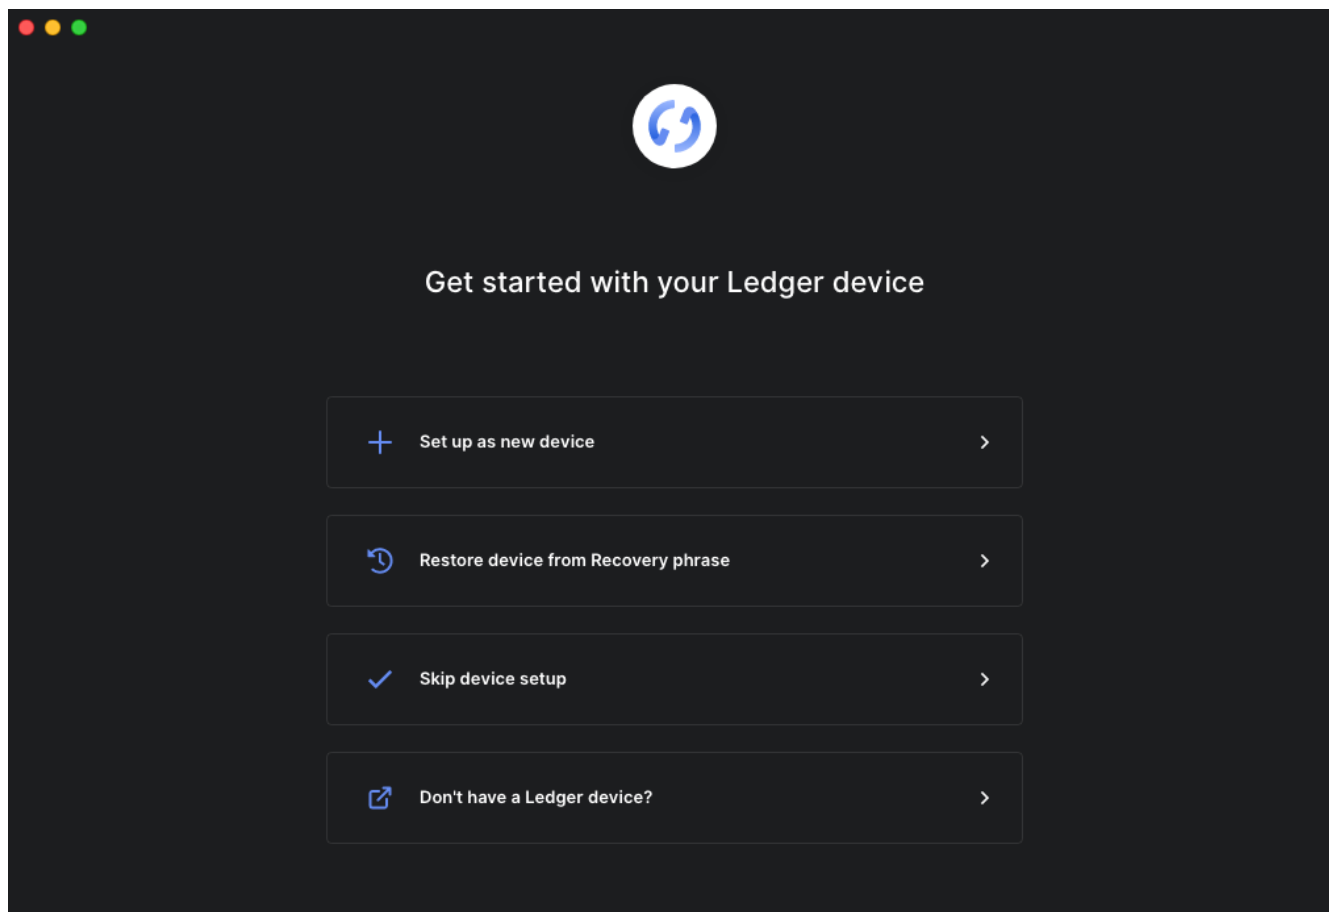 Get started with your Ledger device
Set up as new device
Restore device from Recovery phrase
Skip device setup
Don't have a Ledger device?